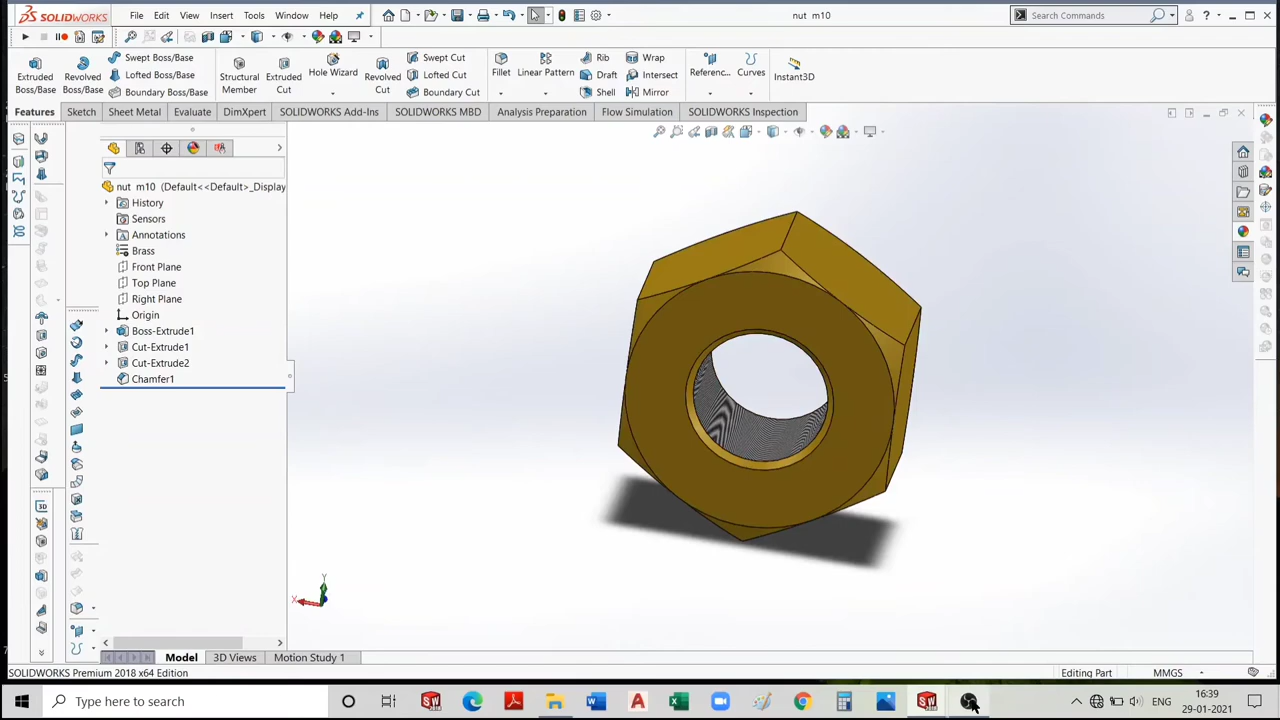 SOLIDWORKS
File Edit View Insert Tools Window Help
nut m10
Search Commands
Extruded Boss/Base
Revolved Boss/Base
Swept Boss/Base
Lofted Boss/Base
Boundary Boss/Base
Structural Member
Extruded Cut
Hole Wizard
Revolved Cut
Swept Cut
Lofted Cut
Boundary Cut
Fillet
Linear Pattern
Rib
Draft
Shell
Wrap
Intersect
Mirror
Referenc...
Curves
Instant3D
Features Sketch Sheet Metal Evaluate DimXpert SOLIDWORKS Add-Ins SOLIDWORKS MBD Analysis Preparation Flow Simulation SOLIDWORKS Inspection
nut m10 (Default<<Default>_Display
History
Sensors
Annotations
Brass
Front Plane
Top Plane
Right Plane
Origin
Boss-Extrude1
Cut-Extrude1
Cut-Extrude2
Chamfer1
3D
Y
X
Model 3D Views Motion Study 1
SOLIDWORKS Premium 2018 x64 Edition
Editing Part
MMGS
Type here to search
ENG
16:39
29-01-2021